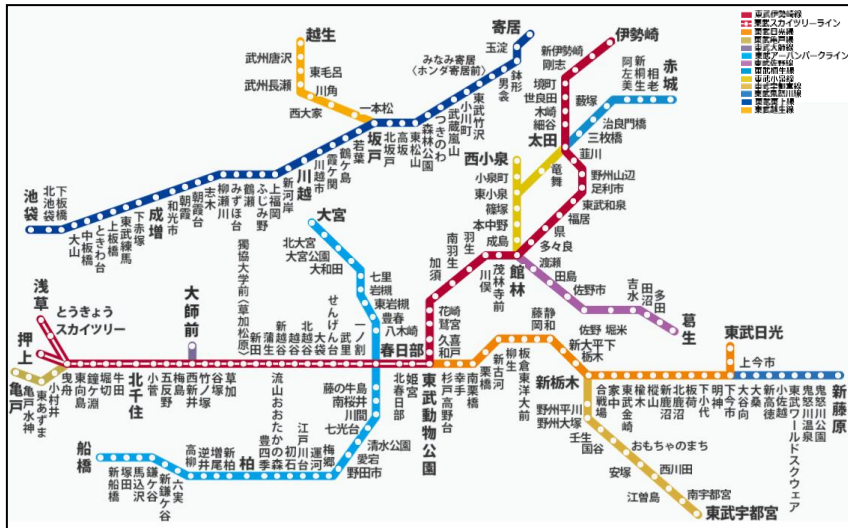 東武伊勢崎線
東武スカイツリーライン
東武日光線
東武亀戸線
東武大師線
東武アーバンパークライン
東武佐野線
東武桐生線
東武小泉線
東武宇都宮線
東武鬼怒川線
東武東上線
東武越生線
越生
武州唐沢
武州長瀬
東毛呂
川角
西大家
一本松
坂戸
寄居
玉淀
鉢形
みなみ寄居
〈ホンダ寄居前〉
男衾
東武竹沢
小川町
武蔵嵐山
つきのわ
森林公園
東松山
高坂
北坂戸
若葉
鶴ヶ島
霞ヶ関
川越市
川越
新河岸
上福岡
ふじみ野
鶴瀬
みずほ台
柳瀬川
志木
朝霞台
朝霞
和光市
成増
下赤塚
東武練馬
上板橋
ときわ台
中板橋
大山
下板橋
北池袋
池袋
伊勢崎
新伊勢崎
剛志
境町
世良田
木崎
細谷
太田
赤城
相老
新桐生
阿左美
藪塚
治良門橋
三枚橋
韮川
野州山辺
足利市
東武和泉
福居
県
多々良
西小泉
小泉町
東小泉
篠塚
本中野
成島
竜舞
館林
渡瀬
田島
佐野市
佐野
堀米
吉水
田沼
多田
葛生
茂林寺前
川俣
羽生
南羽生
加須
花崎
鷲宮
久喜
和戸
東武動物公園
姫宮
北春日部
春日部
一ノ割
武里
せんげん台
大袋
北越谷
越谷
新越谷
蒲生
新田
獨協大学前〈草加松原〉
草加
谷塚
竹ノ塚
西新井
大師前
梅島
五反野
小菅
北千住
牛田
堀切
鐘ヶ淵
東向島
曳舟
とうきょう
スカイツリー
浅草
押上
亀戸
亀戸水神
東あずま
小村井
大宮
北大宮
大宮公園
大和田
七里
岩槻
東岩槻
豊春
八木崎
藤の牛島
南桜井
川間
七光台
清水公園
愛宕
野田市
梅郷
運河
江戸川台
初石
流山おおたかの森
豊四季
柏
新柏
増尾
逆井
高柳
六実
新鎌ヶ谷
鎌ヶ谷
馬込沢
塚田
新船橋
船橋
杉戸高野台
幸手
南栗橋
栗橋
新古河
柳生
板倉東洋大前
藤岡
静和
新大平下
栃木
新栃木
合戦場
家中
東武金崎
楡木
樅山
新鹿沼
北鹿沼
板荷
下小代
明神
下今市
上今市
東武日光
大谷向
大桑
新高徳
小佐越
東武ワールドスクウェア
鬼怒川温泉
鬼怒川公園
新藤原
野州平川
野州大塚
壬生
国谷
おもちゃのまち
安塚
西川田
江曽島
南宇都宮
東武宇都宮